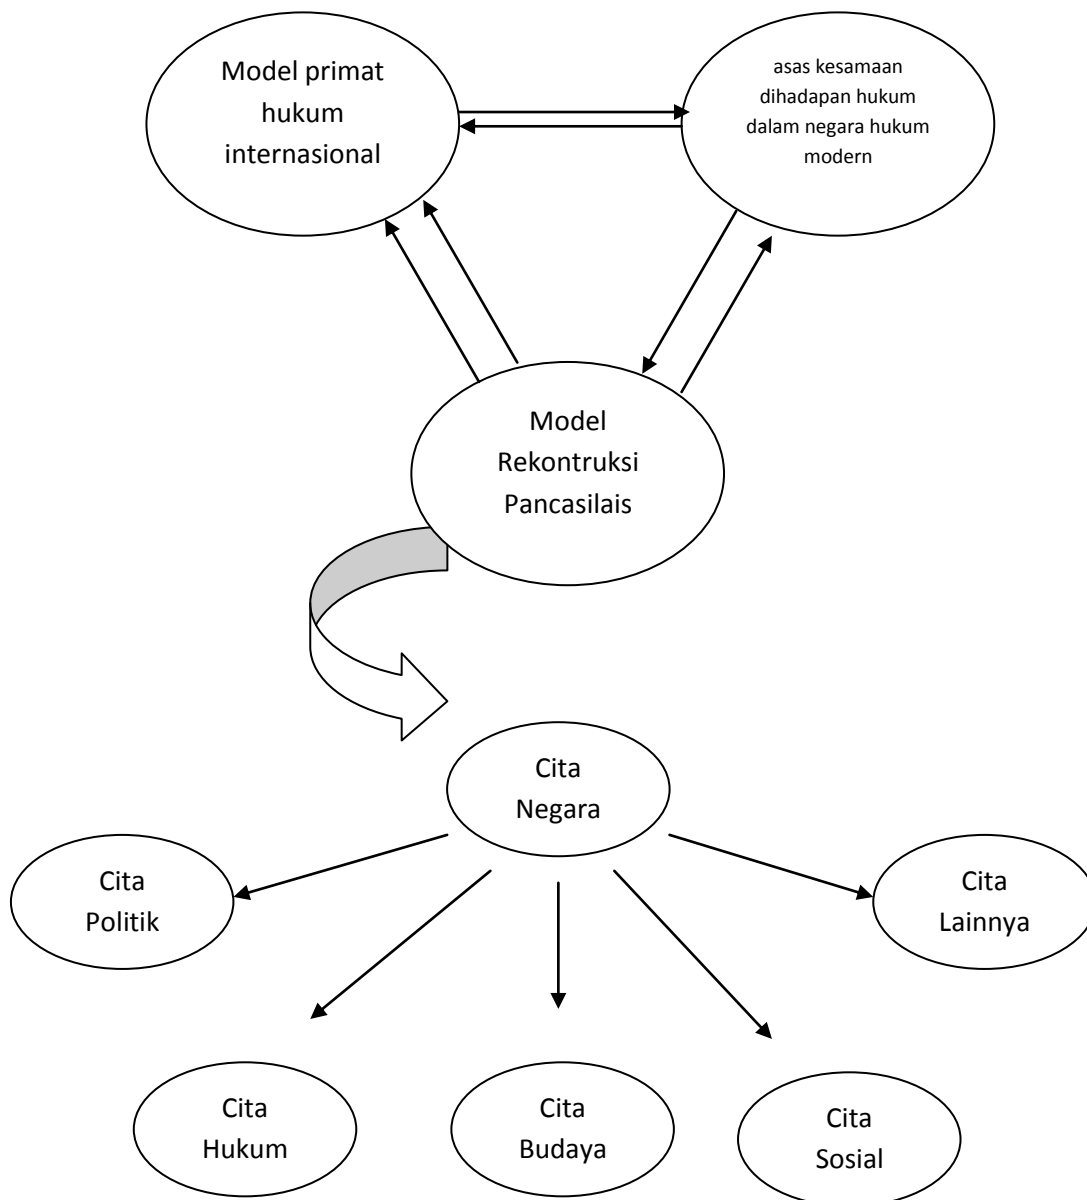 Model primat
hukum
internasional
asas kesamaan
dihadapan hukum
dalam negara hukum
modern
Model
Rekontruksi
Pancasilais
Cita
Negara
Cita
Politik
Cita
Lainnya
Cita
Hukum
Cita
Budaya
Cita
Sosial